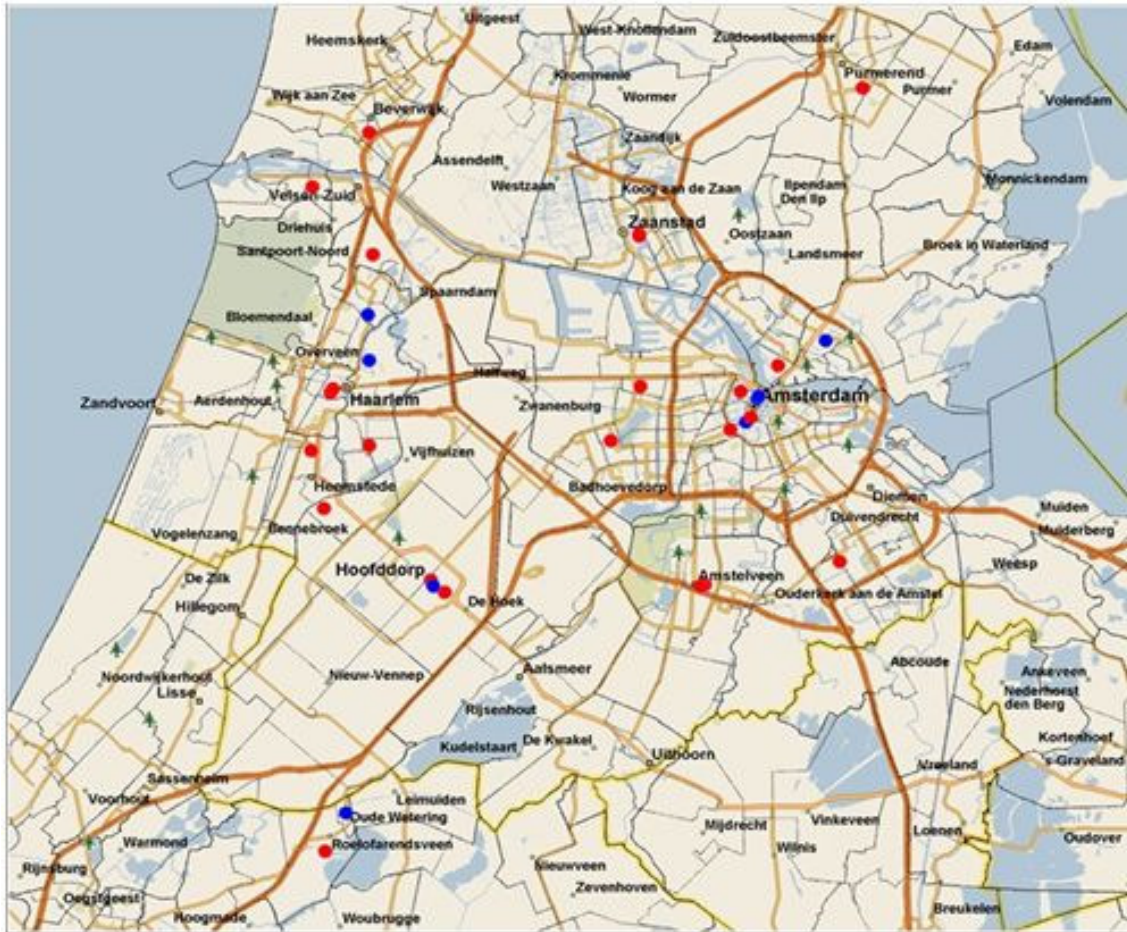 Uitgeest
West-Knollendam
Zuidoostbeemster
Heemskerk
Edam
Krommenie
Purmerend
Wormer
Purmer
Wijk aan Zee
Volendam
Beverwijk
Zaandijk
Assendelft
Westzaan
Koog aan de Zaan
Ilpendam
Den Ilp
Monnickendam
Velsen-Zuid
Driehuis
Zaanstad
Oostzaan
Santpoort-Noord
Landsmeer
Broek in Waterland
Spaarndam
Bloemendaal
Overveen
Halfweg
Zandvoort
Aerdenhout
Haarlem
Zwanenburg
Amsterdam
Vijfhuizen
Heemstede
Badhoevedorp
Diemen
Bennebroek
Duivendrecht
Muiden
Muiderberg
Vogelenzang
Weesp
De Zilk
Hoofddorp
Amstelveen
Hillegom
De Hoek
Ouderkerk aan de Amstel
Noordwijkerhout
Lisse
Nieuw-Vennep
Aalsmeer
Abcoude
Ankeveen
Nederhorst
den Berg
Rijsenhout
Kudelstaart
De Kwakel
Uithoorn
Kortenhoef
's Graveland
Vreeland
Sassenheim
Voorhout
Leimuiden
Oude Wetering
Warmond
Roelofarendsveen
Mijdrecht
Vinkeveen
Loenen
Oudover
Rijnsburg
Nieuwveen
Wilnis
Oegstgeest
Zevenhoven
Hoogmade
Woubrugge
Breukelen